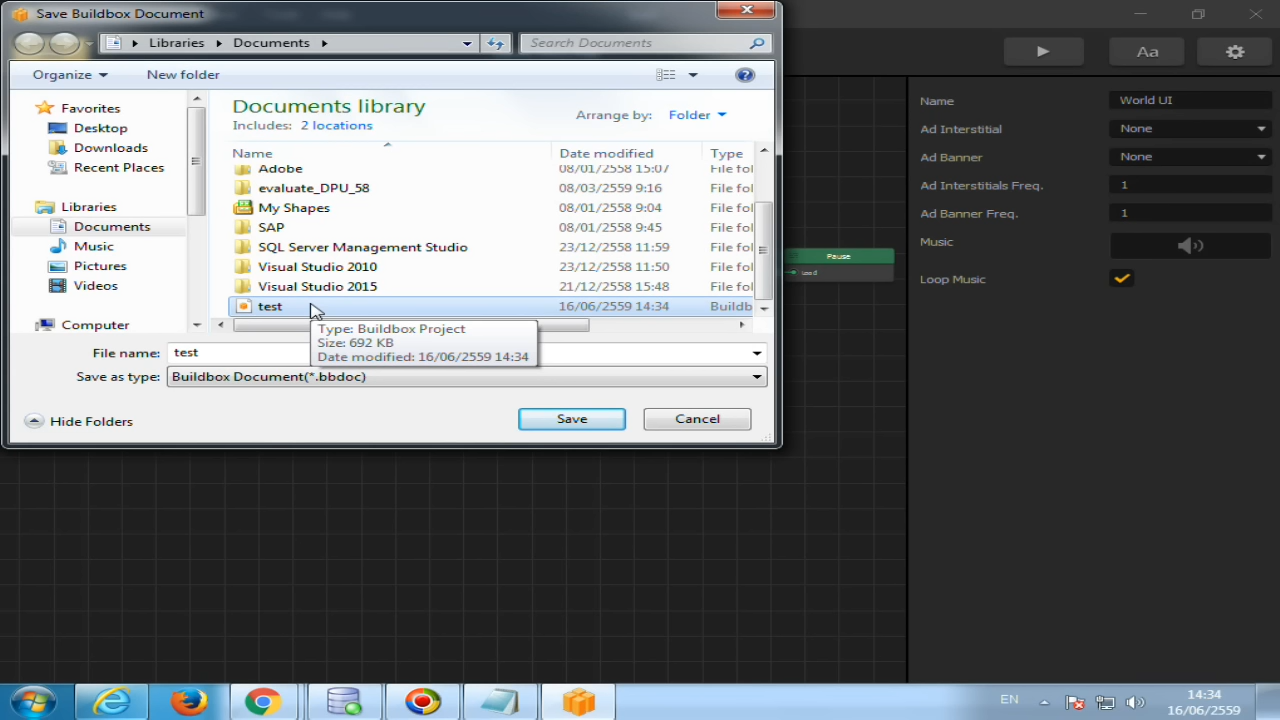 Save Buildbox Document
Libraries Documents
Search Documents
Organize New folder
Aa
Favorites
Desktop
Downloads
Recent Places
Libraries
Documents
Music
Pictures
Videos
Computer
Documents library
Includes: 2 locations
Arrange by: Folder
Name Date modified Type
Adobe 08/01/2558 15:07 File fol
evaluate_DPU_58 08/03/2559 9:16 File fol
My Shapes 08/01/2558 9:04 File fol
SAP 08/01/2558 9:45 File fol
SQL Server Management Studio 23/12/2558 11:59 File fol
Visual Studio 2010 23/12/2558 11:50 File fol
Visual Studio 2015 21/12/2558 15:48 File fol
test 16/06/2559 14:34 Buildb
Type: Buildbox Project
Size: 692 KB
Date modified: 16/06/2559 14:34
File name: test
Save as type: Buildbox Document(*.bbdoc)
Hide Folders
Save Cancel
Pause
Load
Name World UI
Ad Interstitial None
Ad Banner None
Ad Interstitials Freq. 1
Ad Banner Freq. 1
Music
Loop Music
EN
14:34
16/06/2559